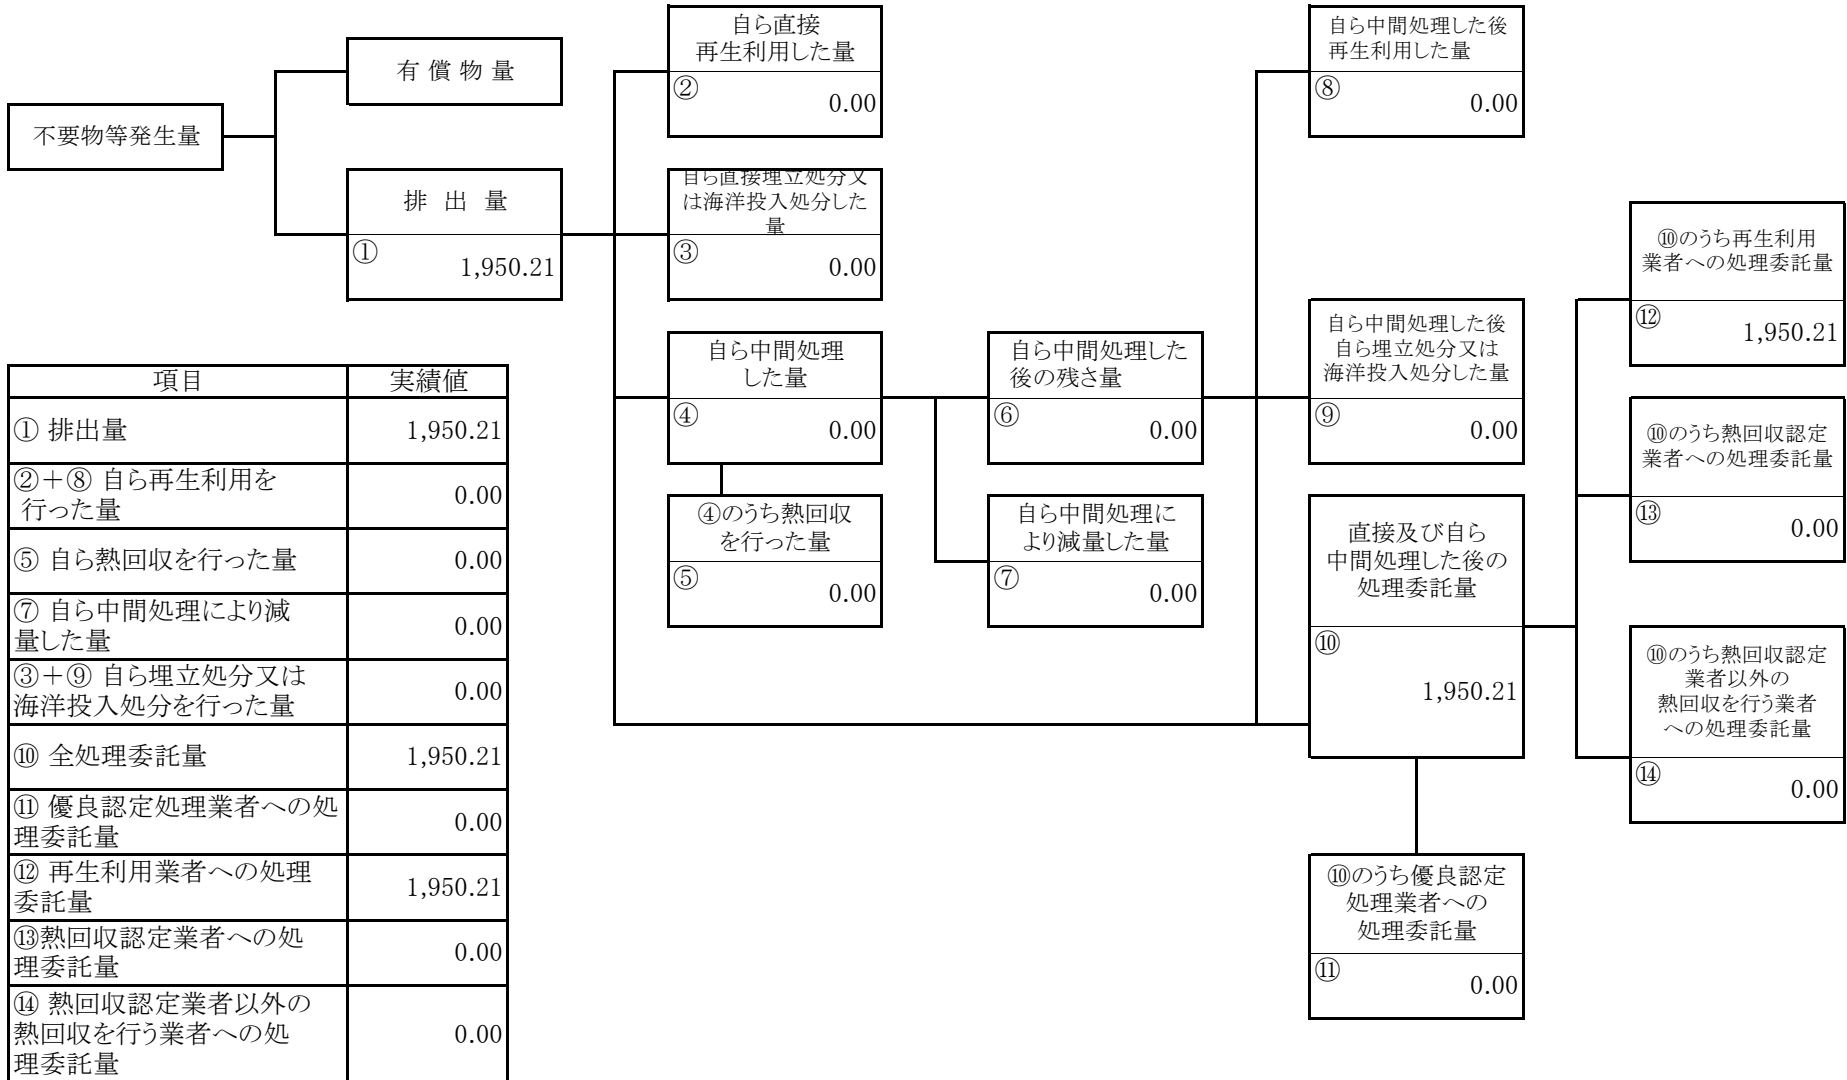 不要物等発生量
有償物量
排出量
①
1,950.21
自ら直接
再生利用した量
②
0.00
自ら直接埋立処分又
は海洋投入処分した
量
③
0.00
自ら中間処理
した量
④
0.00
④のうち熱回収
を行った量
⑤
0.00
自ら中間処理した
後の残さ量
⑥
0.00
自ら中間処理に
より減量した量
⑦
0.00
自ら中間処理した後
再生利用した量
⑧
0.00
自ら中間処理した後
自ら埋立処分又は
海洋投入処分した量
⑨
0.00
直接及び自ら
中間処理した後の
処理委託量
⑩
1,950.21
⑩のうち優良認定
処理業者への
処理委託量
⑪
0.00
⑩のうち再生利用
業者への処理委託量
⑫
1,950.21
⑩のうち熱回収認定
業者への処理委託量
⑬
0.00
⑩のうち熱回収認定
業者以外の
熱回収を行う業者
への処理委託量
⑭
0.00
項目 実績値
① 排出量 1,950.21
②＋⑧ 自ら再生利用を
行った量 0.00
⑤ 自ら熱回収を行った量 0.00
⑦ 自ら中間処理により減
量した量 0.00
③＋⑨ 自ら埋立処分又は
海洋投入処分を行った量 0.00
⑩ 全処理委託量 1,950.21
⑪ 優良認定処理業者への処
理委託量 0.00
⑫ 再生利用業者への処理
委託量 1,950.21
⑬熱回収認定業者への処
理委託量 0.00
⑭ 熱回収認定業者以外の
熱回収を行う業者への処
理委託量 0.00